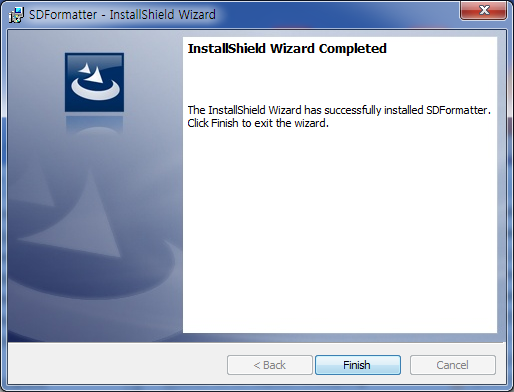 SDFormatter - InstallShield Wizard
InstallShield Wizard Completed
The InstallShield Wizard has successfully installed SDFormatter.
Click Finish to exit the wizard.
< Back
Finish
Cancel